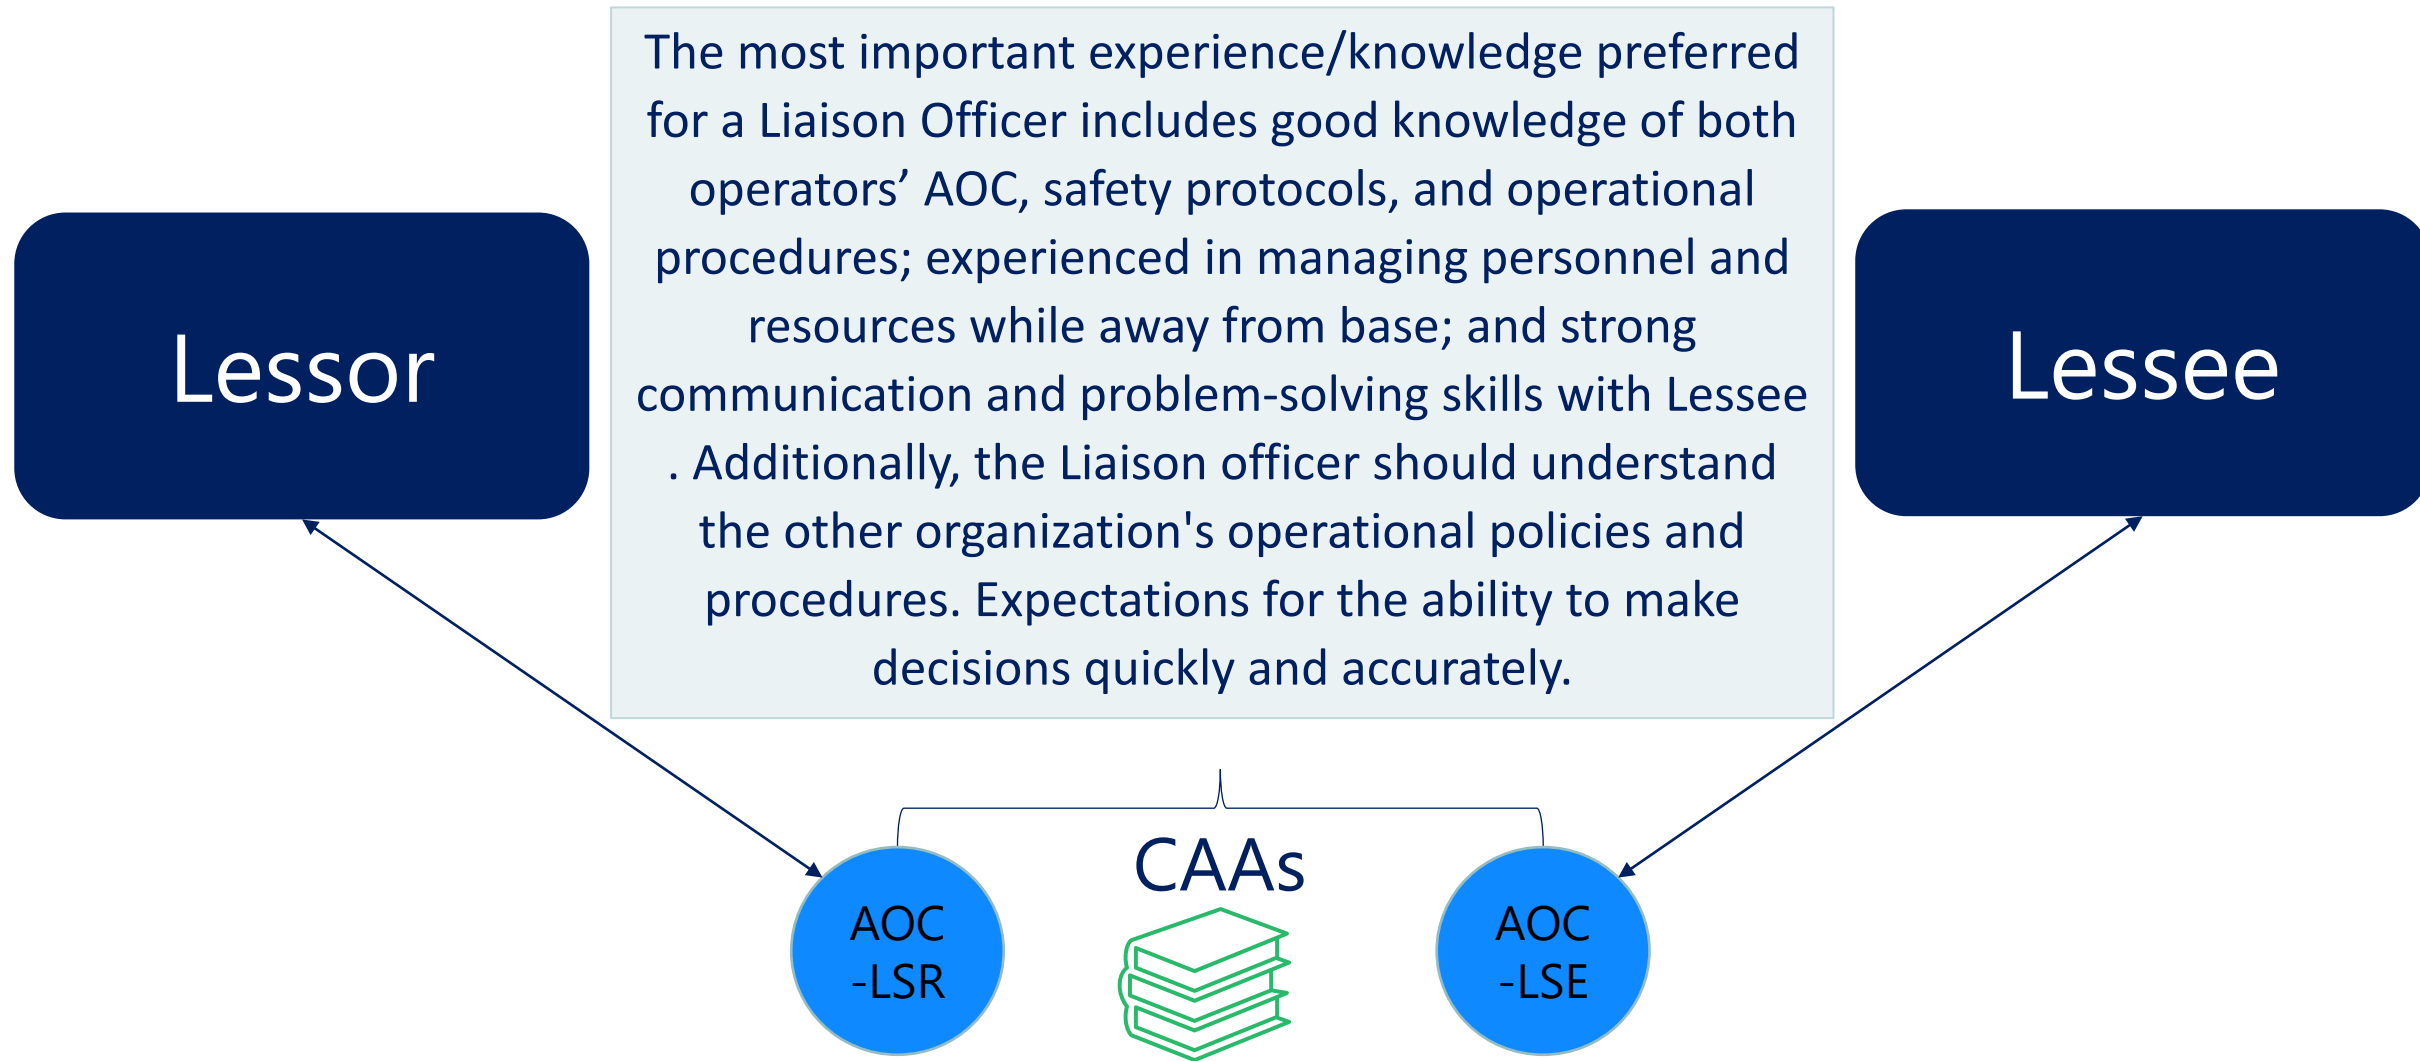 The most important experience/knowledge preferred
for a Liaison Officer includes good knowledge of both
operators’ AOC, safety protocols, and operational
procedures; experienced in managing personnel and
resources while away from base; and strong
communication and problem-solving skills with Lessee
. Additionally, the Liaison officer should understand
the other organization's operational policies and
procedures. Expectations for the ability to make
decisions quickly and accurately.
Lessor
Lessee
CAAs
AOC
-LSR
AOC
-LSE